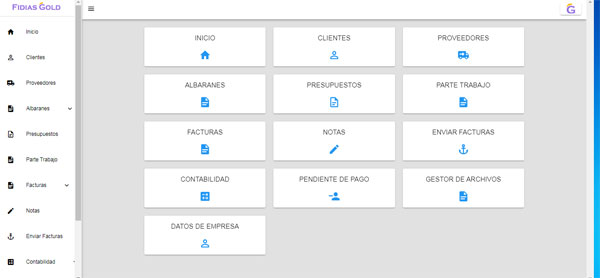 FIDIAS GOLD
Inicio
Clientes
Proveedores
Albaranes
Presupuestos
Parte Trabajo
Facturas
Notas
Enviar Facturas
Contabilidad
G
INICIO
CLIENTES
PROVEEDORES
ALBARANES
PRESUPUESTOS
PARTE TRABAJO
FACTURAS
NOTAS
ENVIAR FACTURAS
CONTABILIDAD
PENDIENTE DE PAGO
GESTOR DE ARCHIVOS
DATOS DE EMPRESA